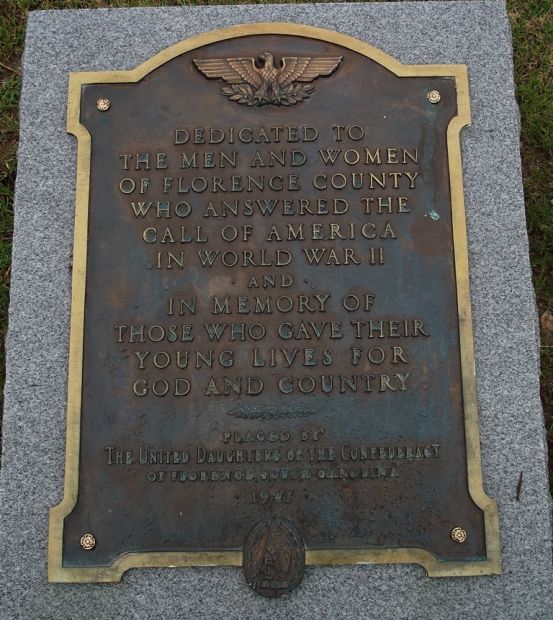 DEDICATED TO
THE MEN AND WOMEN
OF FLORENCE COUNTY
WHO ANSWERED THE
CALL OF AMERICA
IN WORLD WAR II
· AND ·
IN MEMORY OF
THOSE WHO GAVE THEIR
YOUNG LIVES FOR
GOD AND COUNTRY
PLACED BY
THE UNITED DAUGHTERS OF THE CONFEDERACY
OF FLORENCE, SOUTH CAROLINA